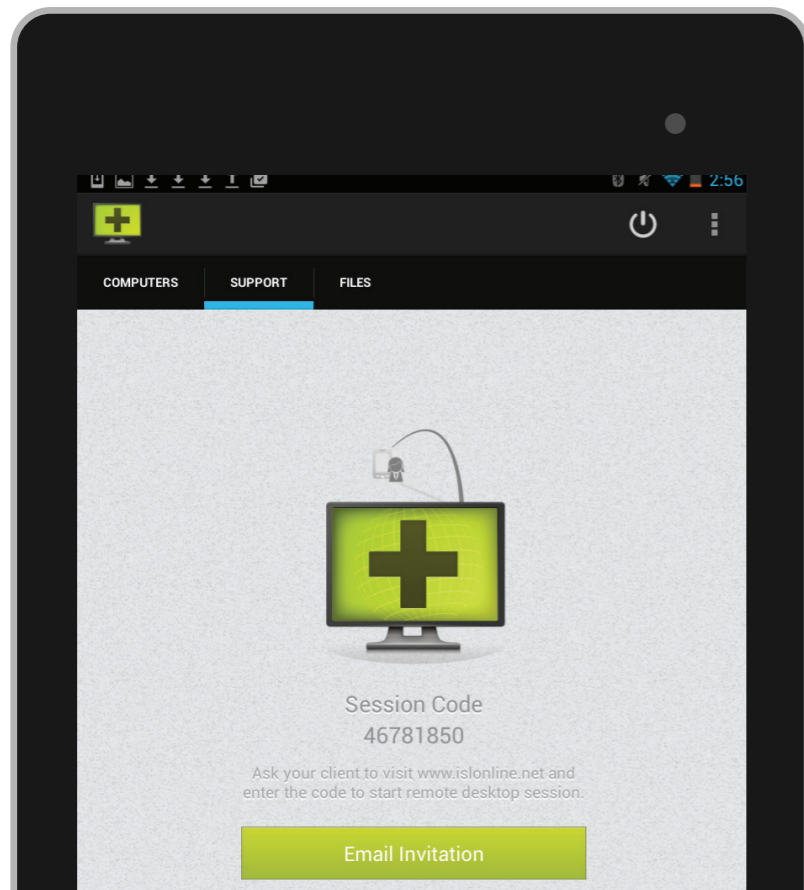 2:56
COMPUTERS SUPPORT FILES
Session Code
46781850
Ask your client to visit www.islonline.net and
enter the code to start remote desktop session.
Email Invitation